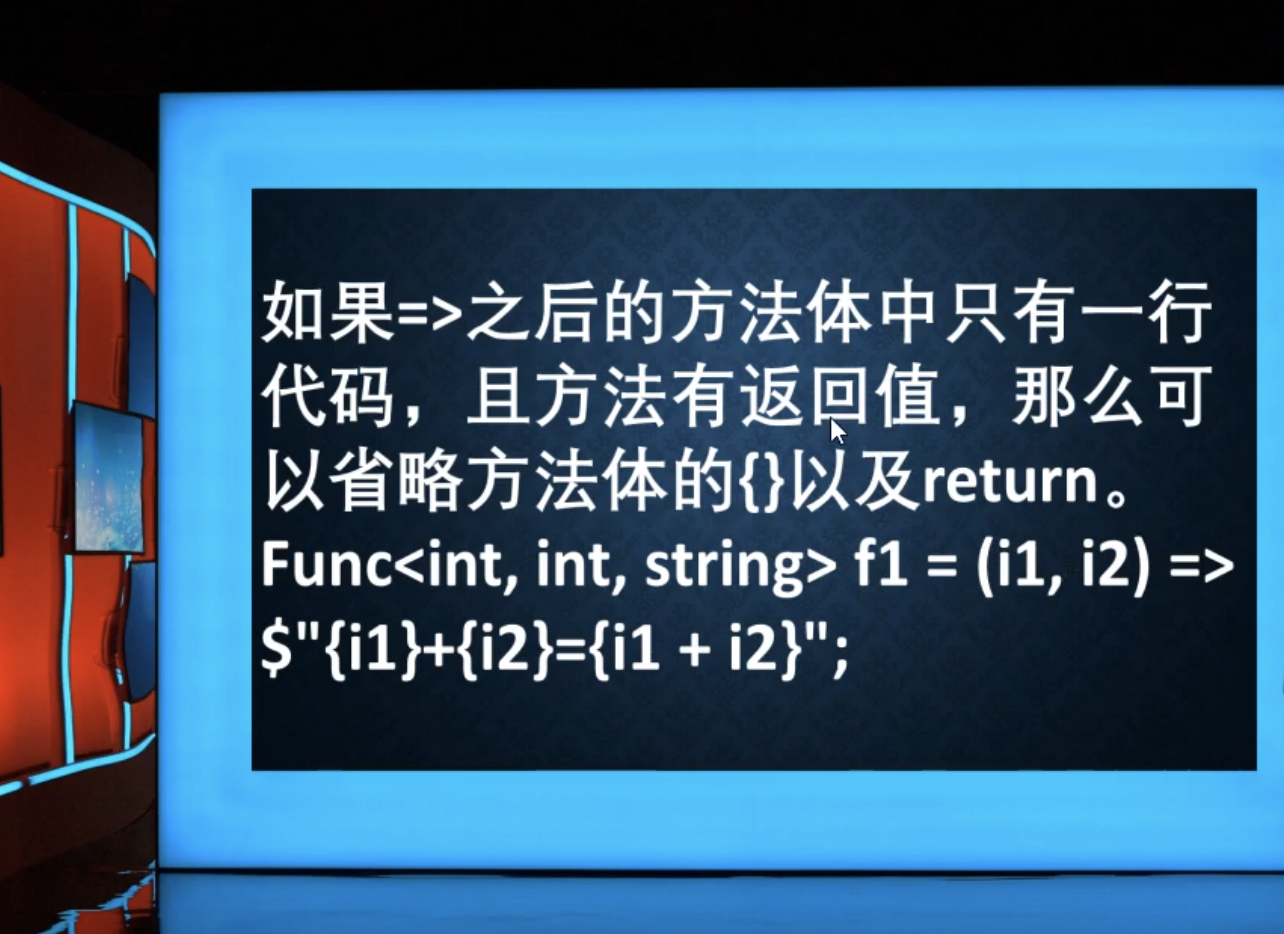 如果=>之后的方法体中只有一行
代码，且方法有返回值，那么可
以省略方法体的{}以及return。
Func<int, int, string> f1 = (i1, i2) =>
$"{i1}+{i2}={i1 + i2}";